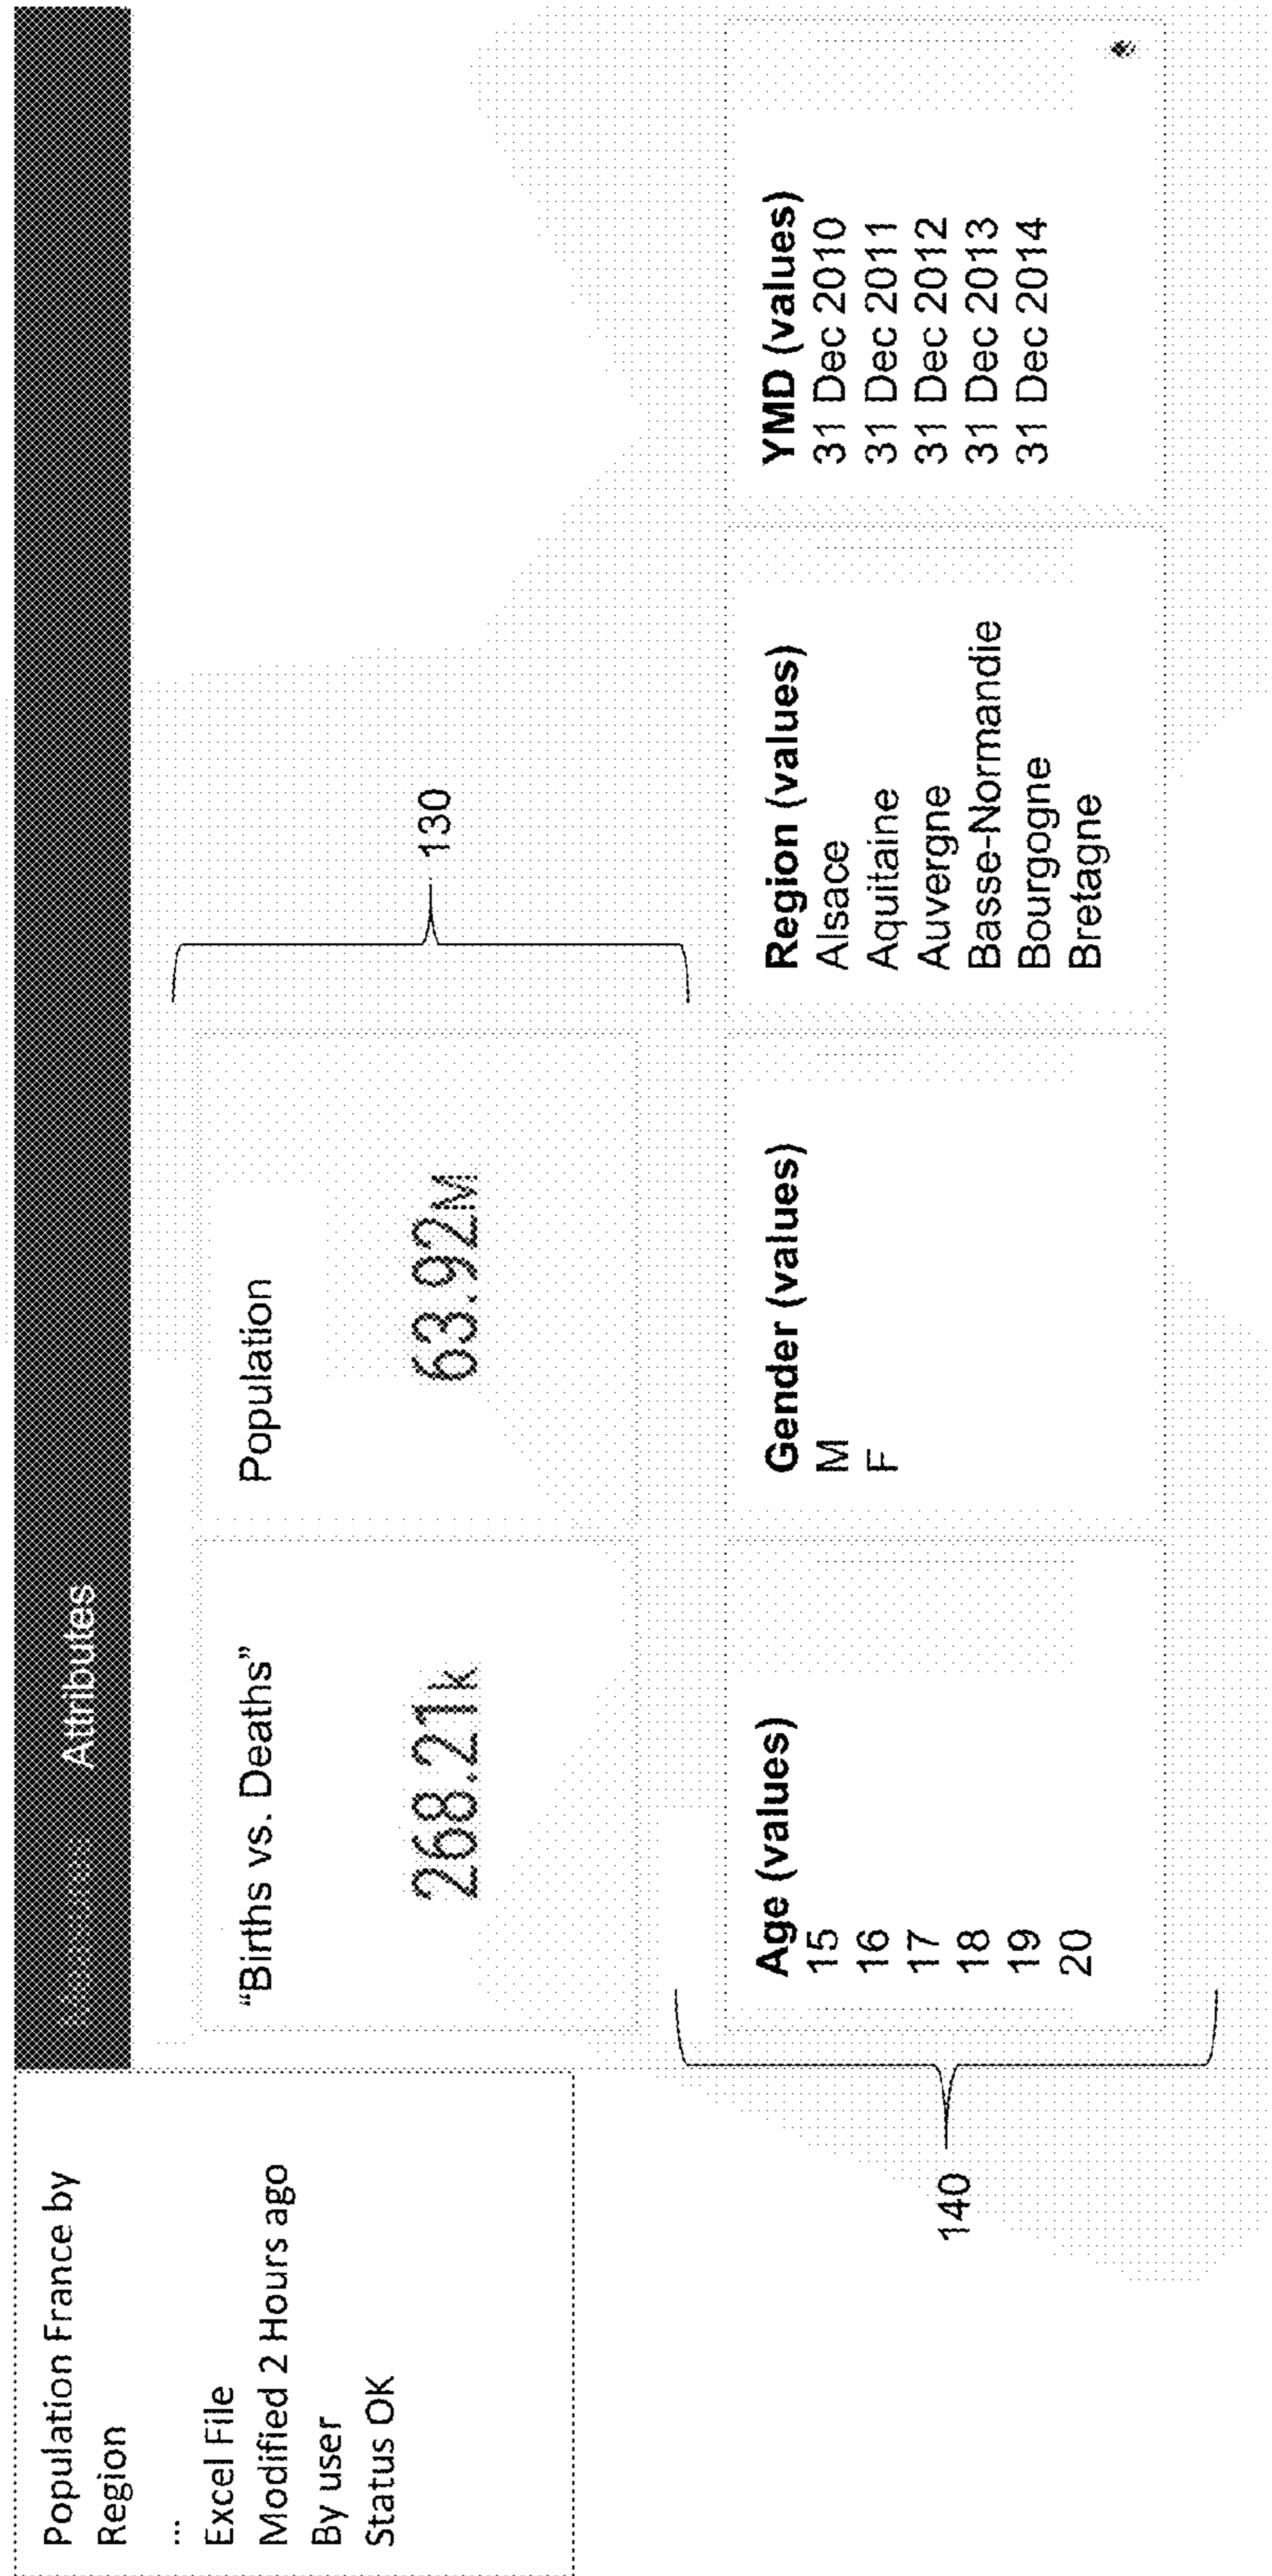 Population France by
Region
...
Excel File
Modified 2 Hours ago
By user
Status OK
Attributes
“Births vs. Deaths”
268.21k
Population
63.92M
130
140
Age (values)
15
16
17
18
19
20
Gender (values)
M
F
Region (values)
Alsace
Aquitaine
Auvergne
Basse-Normandie
Bourgogne
Bretagne
YMD (values)
31 Dec 2010
31 Dec 2011
31 Dec 2012
31 Dec 2013
31 Dec 2014